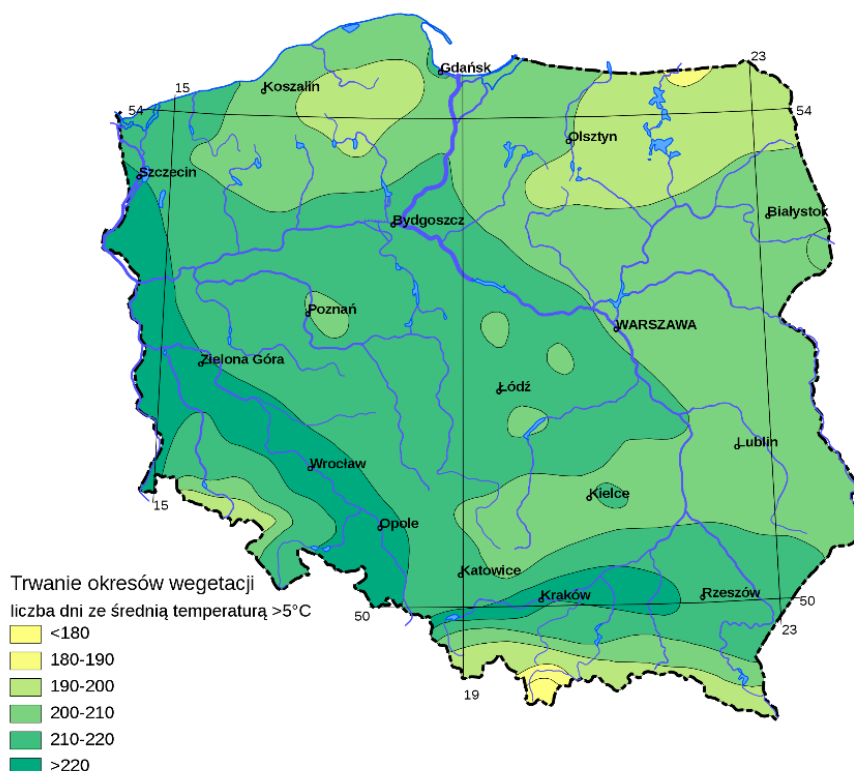 Gdańsk
23
15
Koszalin
54
54
Olsztyn
Szczecin
Białystok
Bydgoszcz
Poznań
WARSZAWA
Zielona Góra
Łódź
Lublin
Wrocław
Kielce
15
Opole
Katowice
Trwanie okresów wegetacji
Kraków
Rzeszów
50
liczba dni ze średnią temperaturą >5°C
50
23
<180
180-190
190-200
19
200-210
210-220
>220